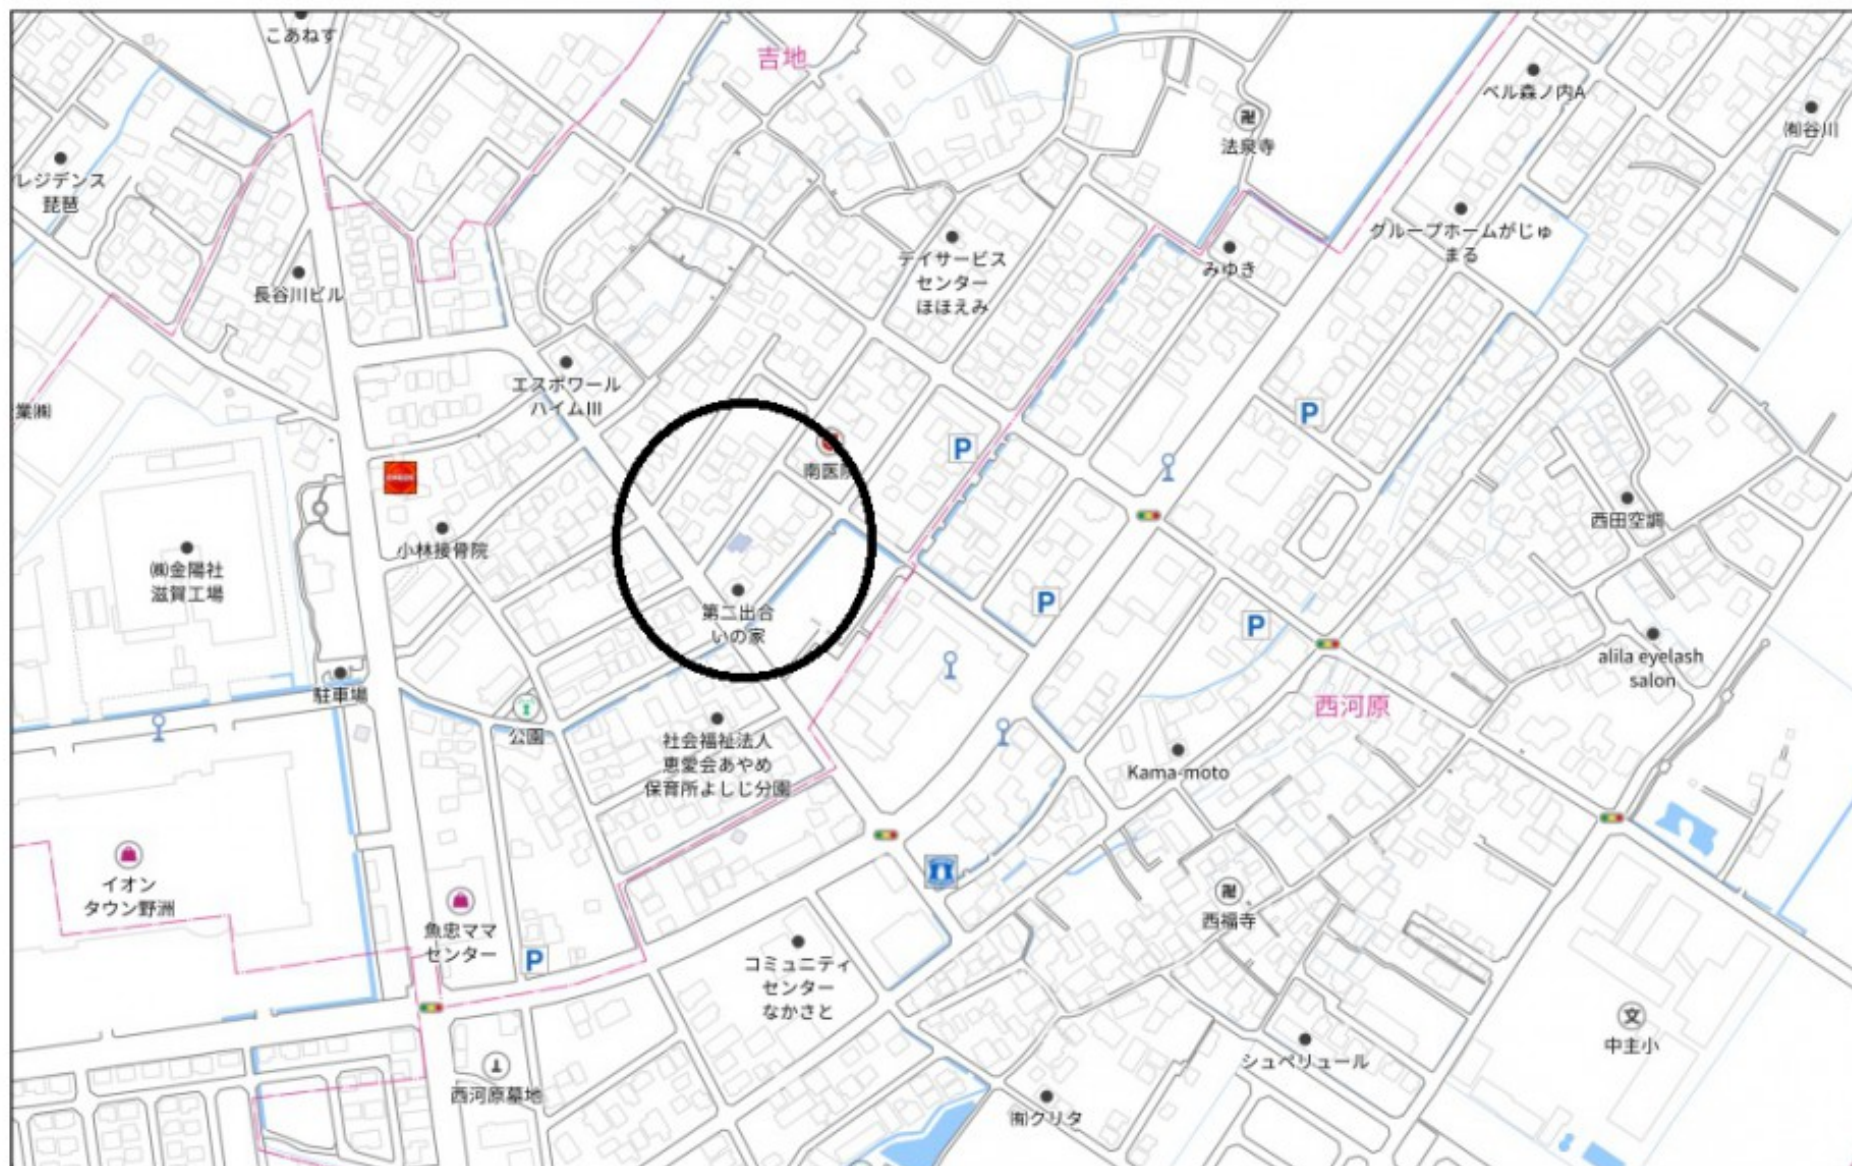 こあねす
吉地
ベル森ノ内A
㈲谷川
法泉寺
レジデンス
琵琶
グループホームがじゅ
まる
デイサービス
センター
ほほえみ
みゆき
長谷川ビル
エスポワール
ハイムIII
業㈱
P
P
南医院
小林接骨院
西田空調
㈱金陽社
滋賀工場
第二出合
いの家
P
P
alila eyelash
salon
駐車場
西河原
公園
社会福祉法人
恵愛会あやめ
保育所よしじ分園
Kama-moto
イオン
タウン野洲
魚忠ママ
センター
P
西福寺
コミュニティ
センター
なかさと
文
中主小
シュペリュール
西河原墓地
㈲クリタ